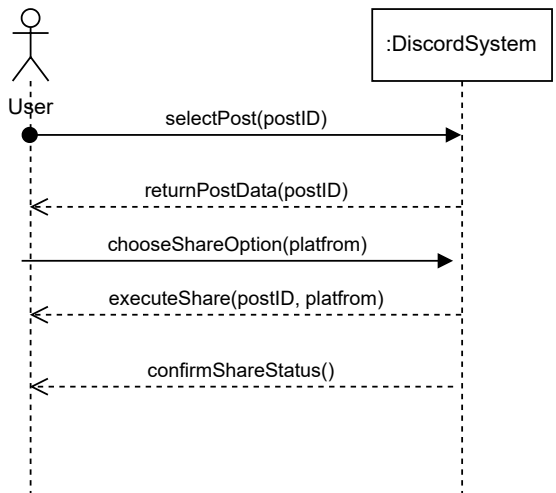 :DiscordSystem
User
selectPost(postID)
returnPostData(postID)
chooseShareOption(platfrom)
executeShare(postID, platfrom)
confirmShareStatus()